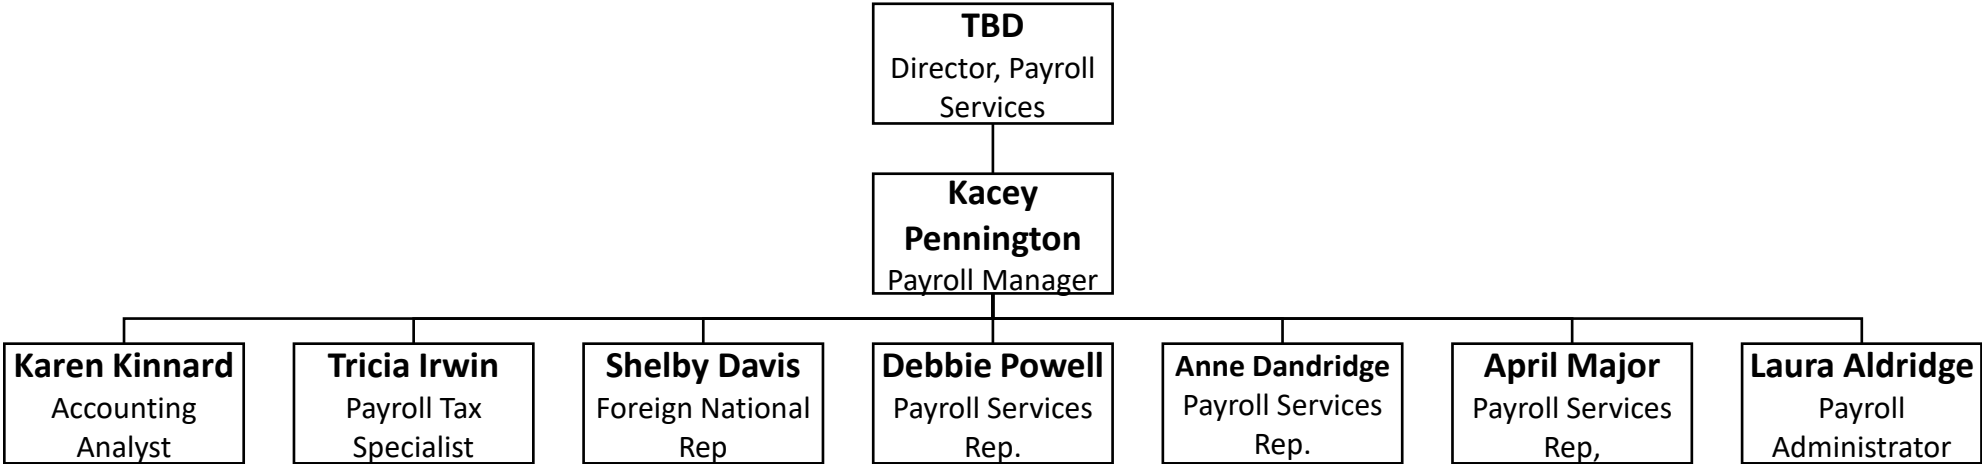 TBD
Director, Payroll
Services
Kacey
Pennington
Payroll Manager
Karen Kinnard
Accounting
Analyst
Tricia Irwin
Payroll Tax
Specialist
Shelby Davis
Foreign National
Rep
Debbie Powell
Payroll Services
Rep.
Anne Dandridge
Payroll Services
Rep.
April Major
Payroll Services
Rep,
Laura Aldridge
Payroll
Administrator